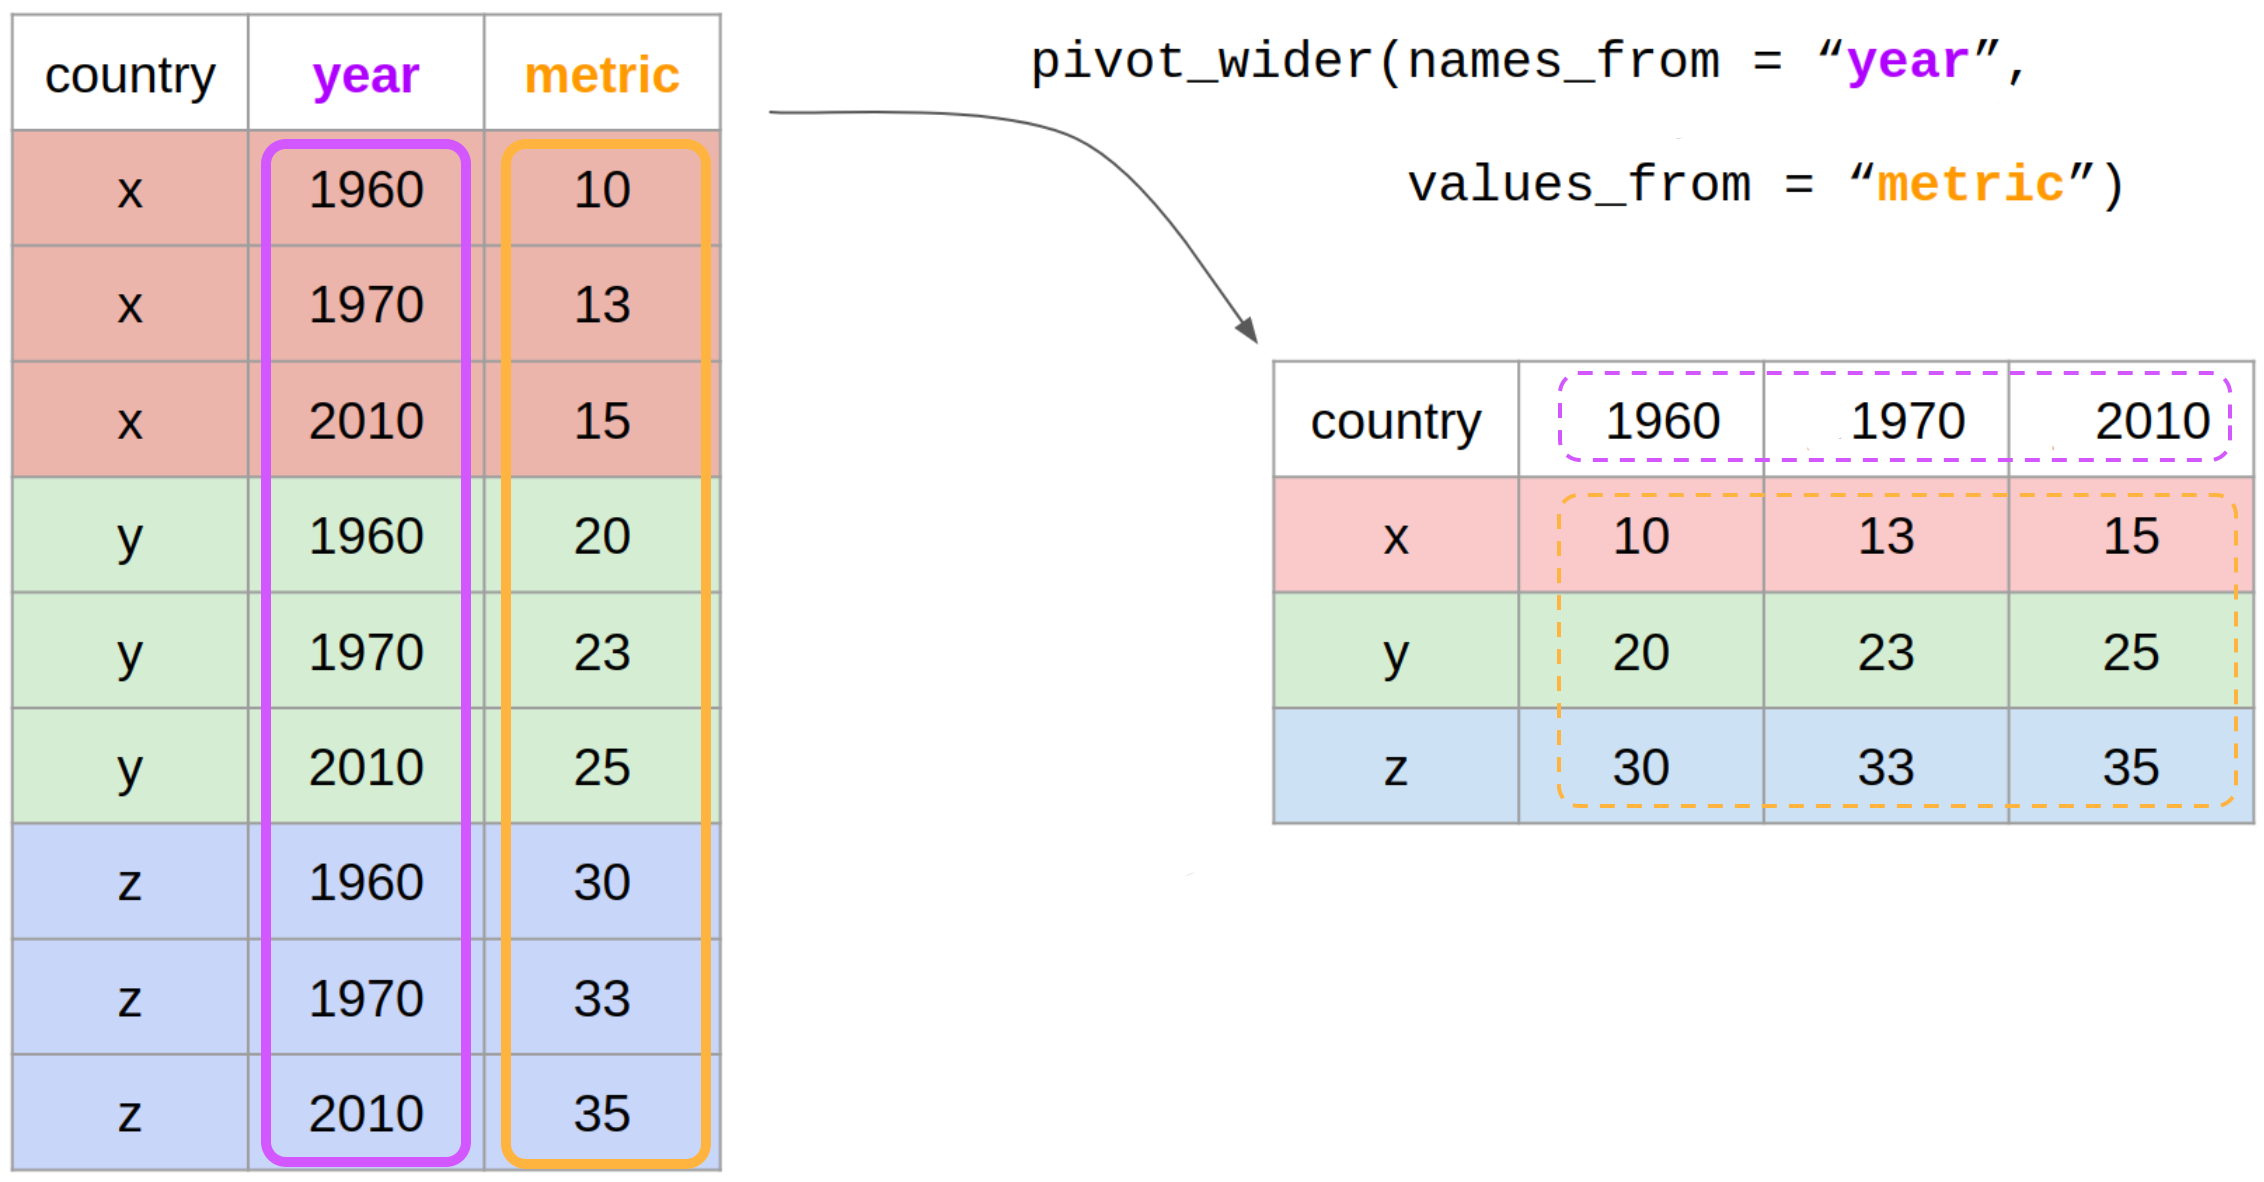 country year metric
x 1960 10
x 1970 13
x 2010 15
y 1960 20
y 1970 23
y 2010 25
z 1960 30
z 1970 33
z 2010 35
pivot_wider(names_from = “year”,
values_from = “metric”)
country 1960 1970 2010
x 10 13 15
y 20 23 25
z 30 33 35